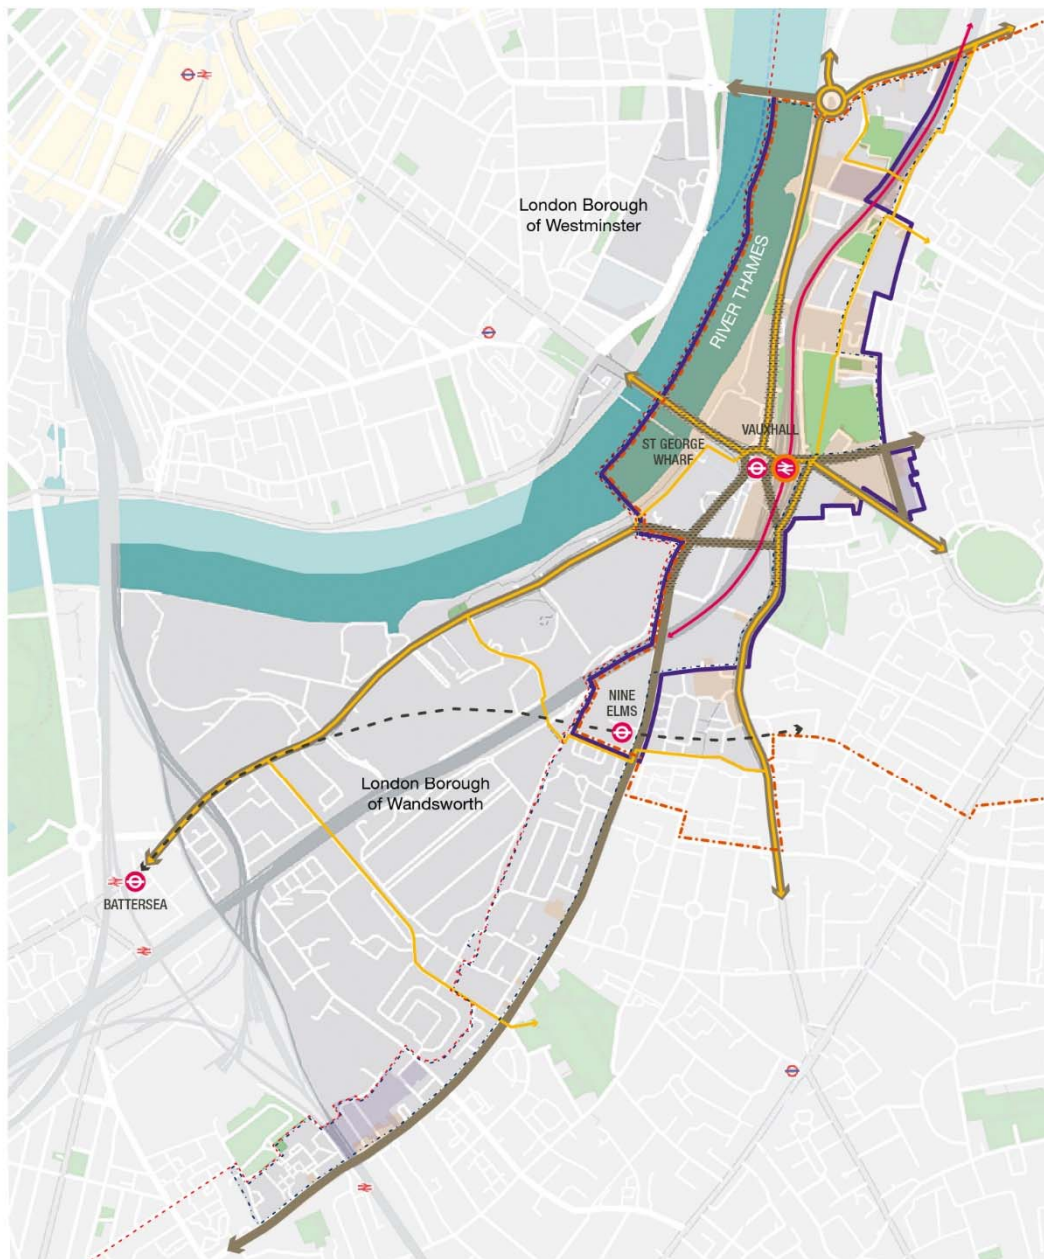 London Borough
of Westminster
RIVER THAMES
VAUXHALL
ST GEORGE
WHARF
NINE
ELMS
London Borough
of Wandsworth
BATTERSEA